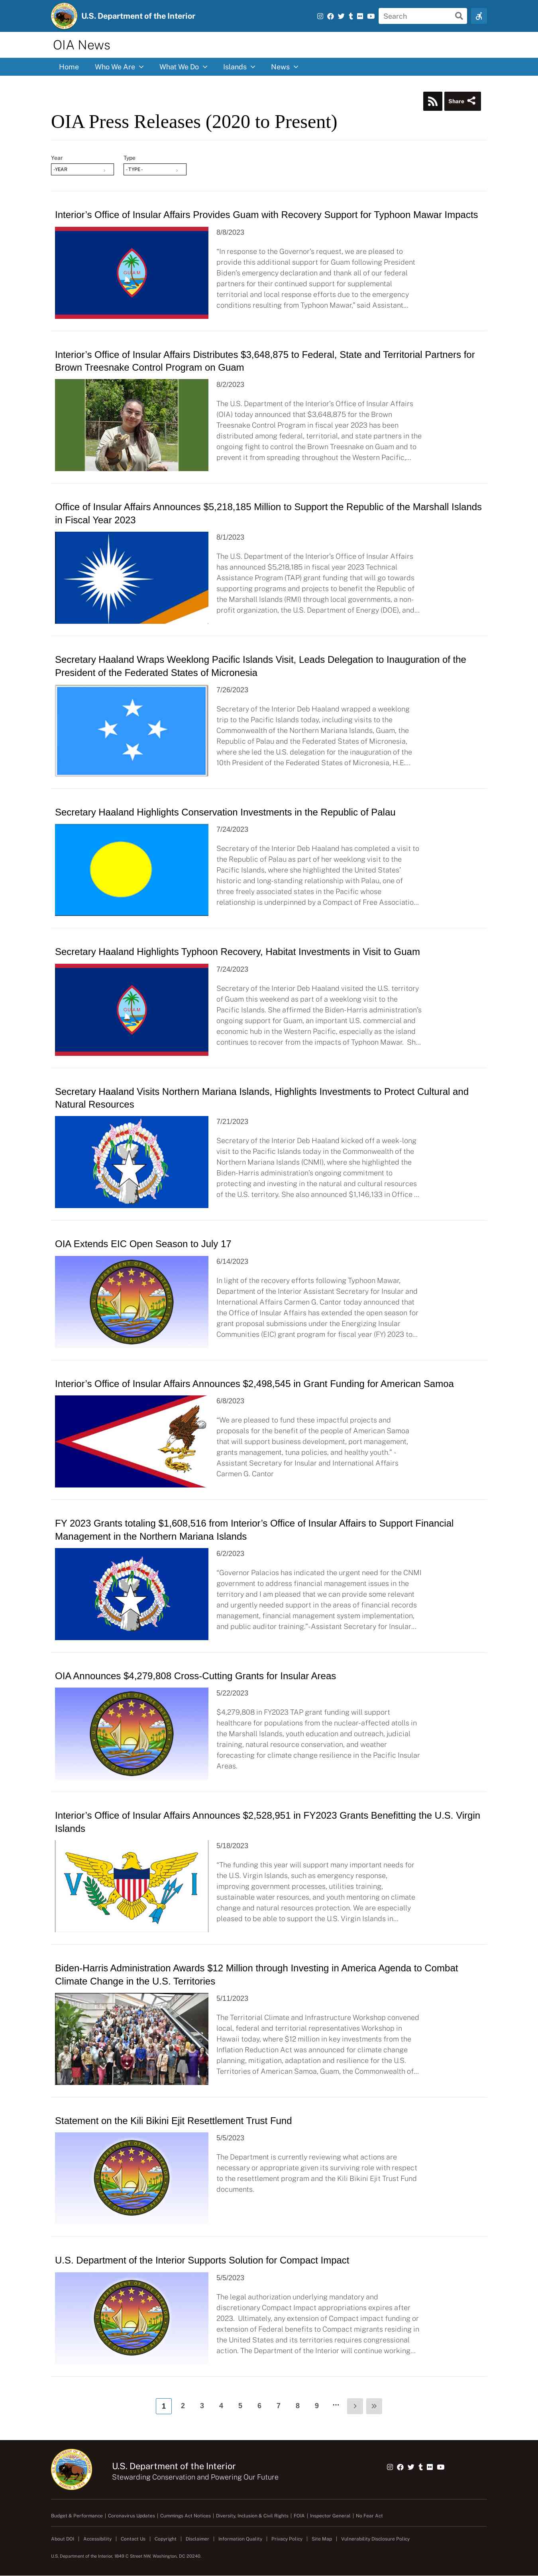 U.S. Department of the Interior
Search
OIA News
Home
Who We Are
What We Do
Islands
News
Share
OIA Press Releases (2020 to Present)
Year
Type
-YEAR
- TYPE -
Interior’s Office of Insular Affairs Provides Guam with Recovery Support for Typhoon Mawar Impacts
8/8/2023
“In response to the Governor’s request, we are pleased to
provide this additional support for Guam following President
Biden’s emergency declaration and thank all of our federal
partners for their continued support for supplemental
territorial and local response efforts due to the emergency
conditions resulting from Typhoon Mawar,” said Assistant...
Interior’s Office of Insular Affairs Distributes $3,648,875 to Federal, State and Territorial Partners for
Brown Treesnake Control Program on Guam
8/2/2023
The U.S. Department of the Interior’s Office of Insular Affairs
(OIA) today announced that $3,648,875 for the Brown
Treesnake Control Program in fiscal year 2023 has been
distributed among federal, territorial, and state partners in the
ongoing fight to control the Brown Treesnake on Guam and to
prevent it from spreading throughout the Western Pacific,...
Office of Insular Affairs Announces $5,218,185 Million to Support the Republic of the Marshall Islands
in Fiscal Year 2023
8/1/2023
The U.S. Department of the Interior’s Office of Insular Affairs
has announced $5,218,185 in fiscal year 2023 Technical
Assistance Program (TAP) grant funding that will go towards
supporting programs and projects to benefit the Republic of
the Marshall Islands (RMI) through local governments, a non-
profit organization, the U.S. Department of Energy (DOE), and...
Secretary Haaland Wraps Weeklong Pacific Islands Visit, Leads Delegation to Inauguration of the
President of the Federated States of Micronesia
7/26/2023
Secretary of the Interior Deb Haaland wrapped a weeklong
trip to the Pacific Islands today, including visits to the
Commonwealth of the Northern Mariana Islands, Guam, the
Republic of Palau and the Federated States of Micronesia,
where she led the U.S. delegation for the inauguration of the
10th President of the Federated States of Micronesia, H.E....
Secretary Haaland Highlights Conservation Investments in the Republic of Palau
7/24/2023
Secretary of the Interior Deb Haaland has completed a visit to
the Republic of Palau as part of her weeklong visit to the
Pacific Islands, where she highlighted the United States’
historic and long-standing relationship with Palau, one of
three freely associated states in the Pacific whose
relationship is underpinned by a Compact of Free Associatio...
Secretary Haaland Highlights Typhoon Recovery, Habitat Investments in Visit to Guam
7/24/2023
Secretary of the Interior Deb Haaland visited the U.S. territory
of Guam this weekend as part of a weeklong visit to the
Pacific Islands. She affirmed the Biden-Harris administration’s
ongoing support for Guam, an important U.S. commercial and
economic hub in the Western Pacific, especially as the island
continues to recover from the impacts of Typhoon Mawar.  Sh...
Secretary Haaland Visits Northern Mariana Islands, Highlights Investments to Protect Cultural and
Natural Resources
7/21/2023
Secretary of the Interior Deb Haaland kicked off a week-long
visit to the Pacific Islands today in the Commonwealth of the
Northern Mariana Islands (CNMI), where she highlighted the
Biden-Harris administration’s ongoing commitment to
protecting and investing in the natural and cultural resources
of the U.S. territory. She also announced $1,146,133 in Office ...
OIA Extends EIC Open Season to July 17
6/14/2023
In light of the recovery efforts following Typhoon Mawar,
Department of the Interior Assistant Secretary for Insular and
International Affairs Carmen G. Cantor today announced that
the Office of Insular Affairs has extended the open season for
grant proposal submissions under the Energizing Insular
Communities (EIC) grant program for fiscal year (FY) 2023 to...
Interior’s Office of Insular Affairs Announces $2,498,545 in Grant Funding for American Samoa
6/8/2023
“We are pleased to fund these impactful projects and
proposals for the benefit of the people of American Samoa
that will support business development, port management,
grants management, tuna policies, and healthy youth.” -
Assistant Secretary for Insular and International Affairs
Carmen G. Cantor
FY 2023 Grants totaling $1,608,516 from Interior’s Office of Insular Affairs to Support Financial
Management in the Northern Mariana Islands
6/2/2023
“Governor Palacios has indicated the urgent need for the CNMI
government to address financial management issues in the
territory and I am pleased that we can provide some relevant
and urgently needed support in the areas of financial records
management, financial management system implementation,
and public auditor training.”-Assistant Secretary for Insular...
OIA Announces $4,279,808 Cross-Cutting Grants for Insular Areas
5/22/2023
$4,279,808 in FY2023 TAP grant funding will support
healthcare for populations from the nuclear-affected atolls in
the Marshall Islands, youth education and outreach, judicial
training, natural resource conservation, and weather
forecasting for climate change resilience in the Pacific Insular
Areas.
Interior’s Office of Insular Affairs Announces $2,528,951 in FY2023 Grants Benefitting the U.S. Virgin
Islands
V I
5/18/2023
“The funding this year will support many important needs for
the U.S. Virgin Islands, such as emergency response,
improving government processes, utilities training,
sustainable water resources, and youth mentoring on climate
change and natural resources protection. We are especially
pleased to be able to support the U.S. Virgin Islands in...
Biden-Harris Administration Awards $12 Million through Investing in America Agenda to Combat
Climate Change in the U.S. Territories
5/11/2023
The Territorial Climate and Infrastructure Workshop convened
local, federal and territorial representatives Workshop in
Hawaii today, where $12 million in key investments from the
Inflation Reduction Act was announced for climate change
planning, mitigation, adaptation and resilience for the U.S.
Territories of American Samoa, Guam, the Commonwealth of...
Statement on the Kili Bikini Ejit Resettlement Trust Fund
5/5/2023
The Department is currently reviewing what actions are
necessary or appropriate given its surviving role with respect
to the resettlement program and the Kili Bikini Ejit Trust Fund
documents.
U.S. Department of the Interior Supports Solution for Compact Impact
5/5/2023
The legal authorization underlying mandatory and
discretionary Compact Impact appropriations expires after
2023.  Ultimately, any extension of Compact impact funding or
extension of Federal benefits to Compact migrants residing in
the United States and its territories requires congressional
action. The Department of the Interior will continue working...
1 2 3 4 5 6 7 8 9 ... › »
U.S. Department of the Interior
Stewarding Conservation and Powering Our Future
Budget & Performance | Coronavirus Updates | Cummings Act Notices | Diversity, Inclusion & Civil Rights | FOIA | Inspector General | No Fear Act
About DOI | Accessibility | Contact Us | Copyright | Disclaimer | Information Quality | Privacy Policy | Site Map | Vulnerability Disclosure Policy
U.S. Department of the Interior, 1849 C Street NW, Washington, DC 20240.